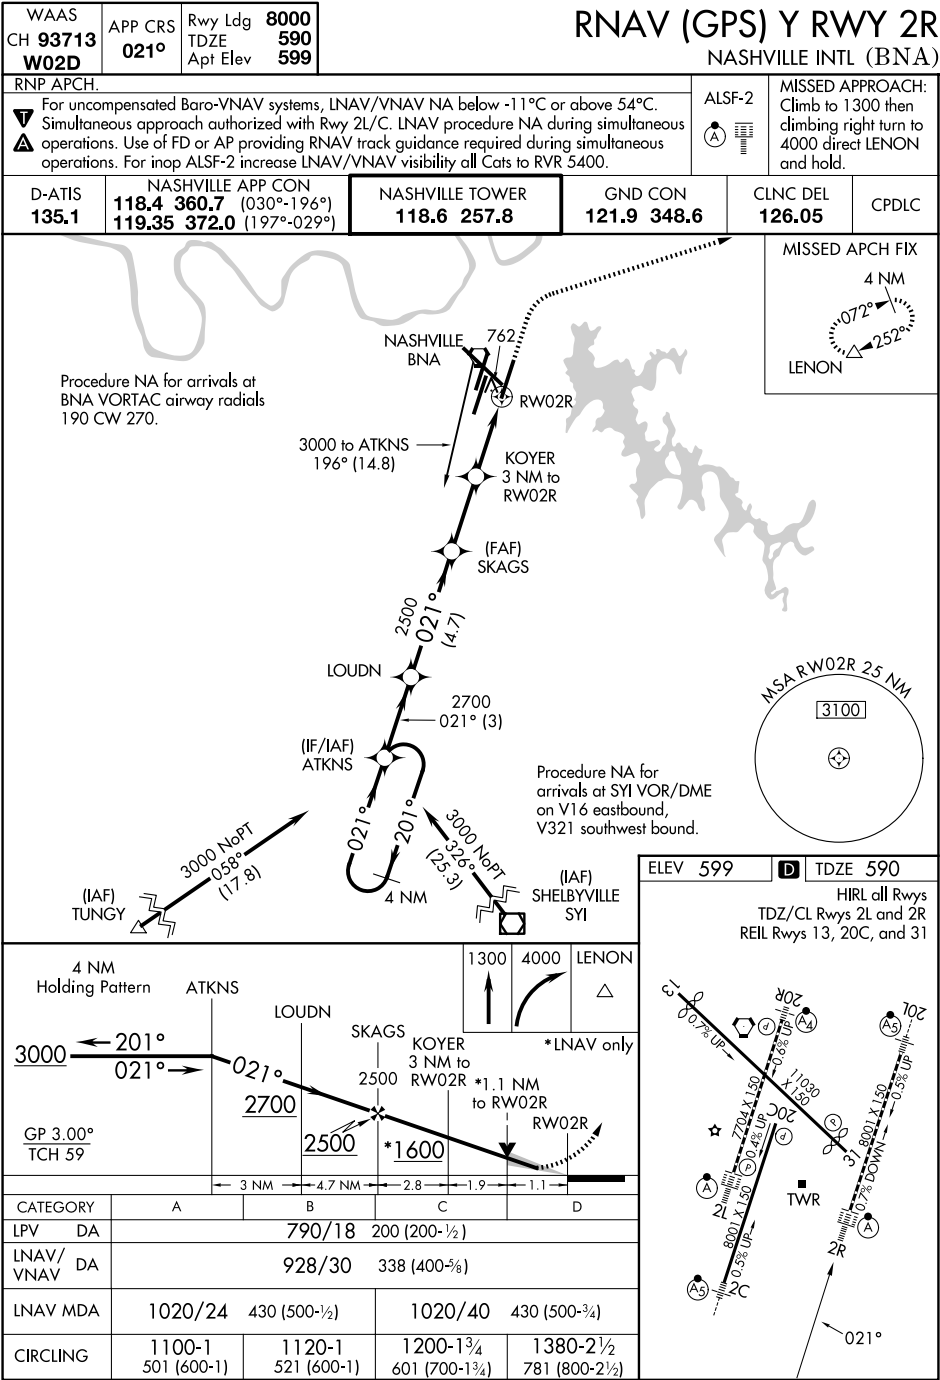 WAAS
CH 93713
W02D
APP CRS
021°
Rwy Ldg 8000
TDZE 590
Apt Elev 599
RNAV (GPS) Y RWY 2R
NASHVILLE INTL (BNA)
RNP APCH.
T
A
For uncompensated Baro-VNAV systems, LNAV/VNAV NA below -11°C or above 54°C.
Simultaneous approach authorized with Rwy 2L/C. LNAV procedure NA during simultaneous
operations. Use of FD or AP providing RNAV track guidance required during simultaneous
operations. For inop ALSF-2 increase LNAV/VNAV visibility all Cats to RVR 5400.
ALSF-2
A
MISSED APPROACH:
Climb to 1300 then
climbing right turn to
4000 direct LENON
and hold.
D-ATIS
135.1
NASHVILLE APP CON
118.4 360.7 (030°-196°)
119.35 372.0 (197°-029°)
NASHVILLE TOWER
118.6 257.8
GND CON
121.9 348.6
CLNC DEL
126.05
CPDLC
MISSED APCH FIX
4 NM
072°
252°
LENON
NASHVILLE
BNA
762
RW02R
Procedure NA for arrivals at
BNA VORTAC airway radials
190 CW 270.
3000 to ATKNS
196° (14.8)
KOYER
3 NM to
RW02R
(FAF)
SKAGS
2500
021°
(4.7)
LOUDN
2700
021° (3)
(IF/IAF)
ATKNS
021°
201°
4 NM
3000 NoPT
058°
(17.8)
(IAF)
TUNGY
3000 NoPT
326°
(25.3)
(IAF)
SHELBYVILLE
SYI
Procedure NA for
arrivals at SYI VOR/DME
on V16 eastbound,
V321 southwest bound.
MSA RW02R 25 NM
3100
ELEV 599
D
TDZE 590
HIRL all Rwys
TDZ/CL Rwys 2L and 2R
REIL Rwys 13, 20C, and 31
13
0.7% UP
P
20R
A4
0.6% UP
11030
X 150
20L
A5
0.5% UP
7704 X 150
20C
P
0.4% UP
P
P
31
8001 X 150
0.7% DOWN
A
2L
TWR
8001 X 150
0.5% UP
A5
2C
A
2R
021°
4 NM
Holding Pattern
ATKNS
LOUDN
SKAGS
KOYER
3 NM to
RW02R
1300
4000
LENON
*LNAV only
*1.1 NM
to RW02R
RW02R
3000
201°
021°
021°
2700
2500
2500
*1600
GP 3.00°
TCH 59
3 NM
4.7 NM
2.8
1.9
1.1
CATEGORY A B C D
LPV DA 790/18 200 (200-½)
LNAV/
VNAV DA 928/30 338 (400-⅝)
LNAV MDA 1020/24 430 (500-½) 1020/40 430 (500-¾)
CIRCLING
1100-1
501 (600-1)
1120-1
521 (600-1)
1200-1¾
601 (700-1¾)
1380-2½
781 (800-2½)